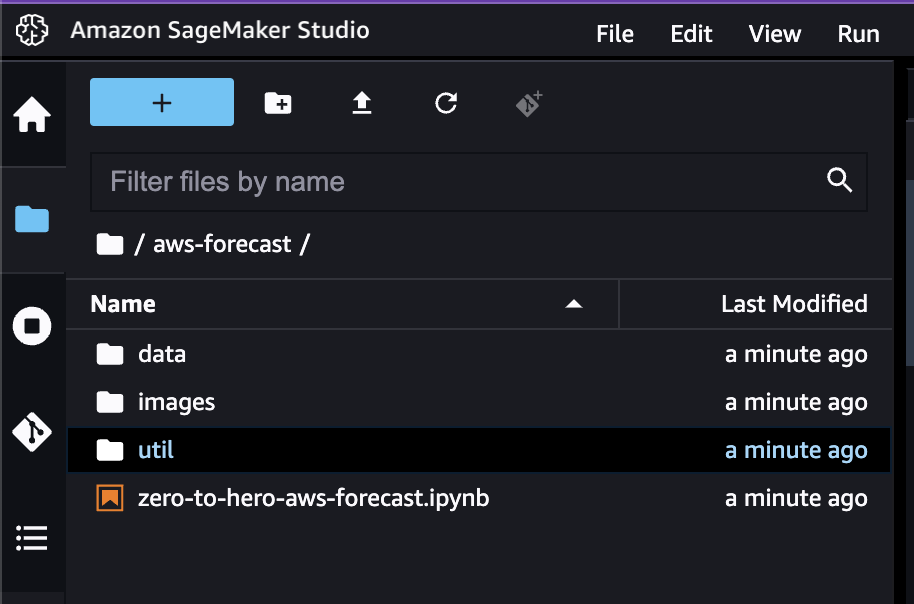 Amazon SageMaker Studio File Edit View Run
+
Filter files by name
/ aws-forecast /
Name Last Modified
data a minute ago
images a minute ago
util a minute ago
zero-to-hero-aws-forecast.ipynb a minute ago